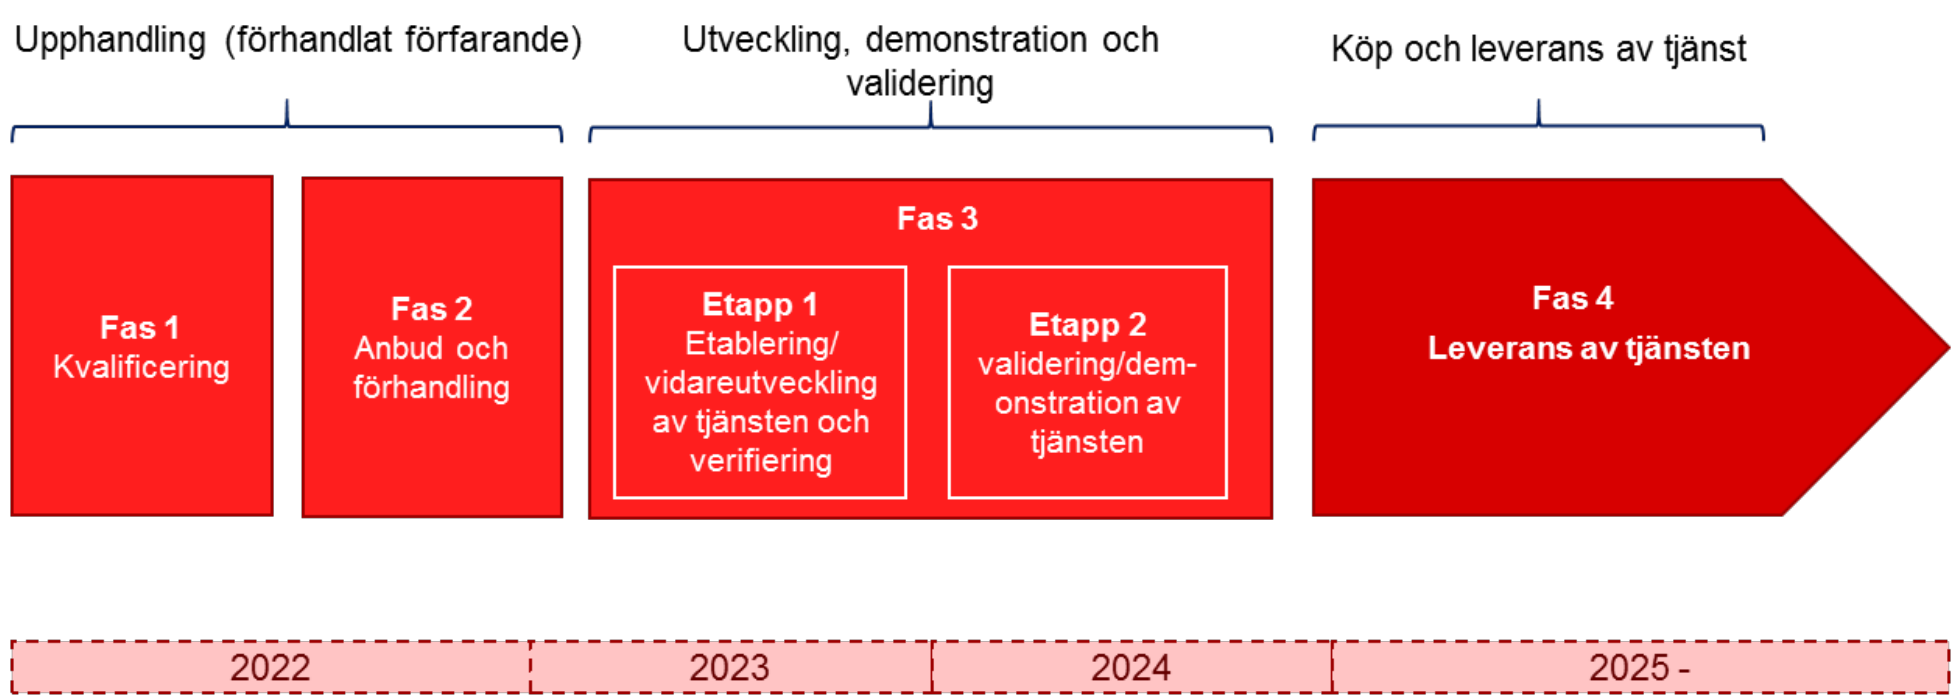 Upphandling (förhandlat förfarande)
Utveckling, demonstration och
validering
Köp och leverans av tjänst
Fas 1
Kvalificering
Fas 2
Anbud och
förhandling
Fas 3
Etapp 1
Etablering/
vidareutveckling
av tjänsten och
verifiering
Etapp 2
validering/dem-
onstration av
tjänsten
Fas 4
Leverans av tjänsten
2022
2023
2024
2025 -